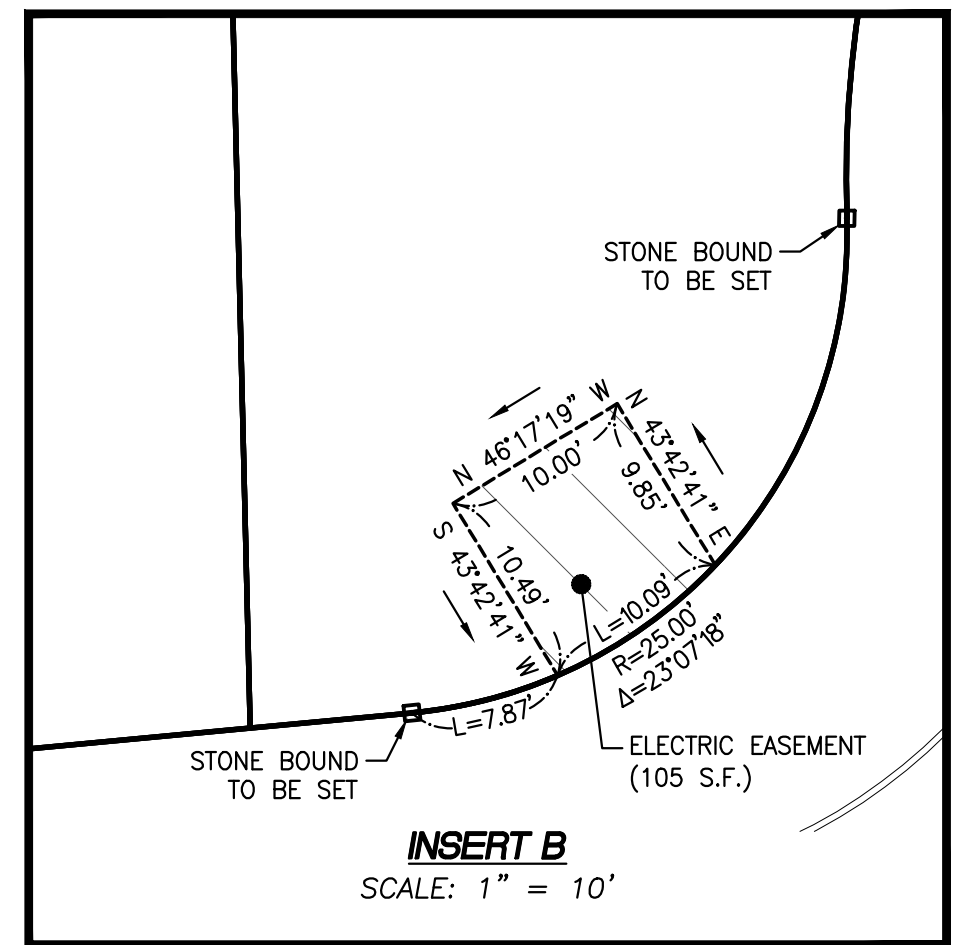 STONE BOUND
TO BE SET
N 46°17'19" W
10.00'
N 43°42'41" E
9.85'
S 43°42'41" W
10.49'
L=10.09'
R=25.00'
Δ=23°07'18"
L=7.87'
STONE BOUND
TO BE SET
ELECTRIC EASEMENT
(105 S.F.)
INSERT B
SCALE: 1" = 10'